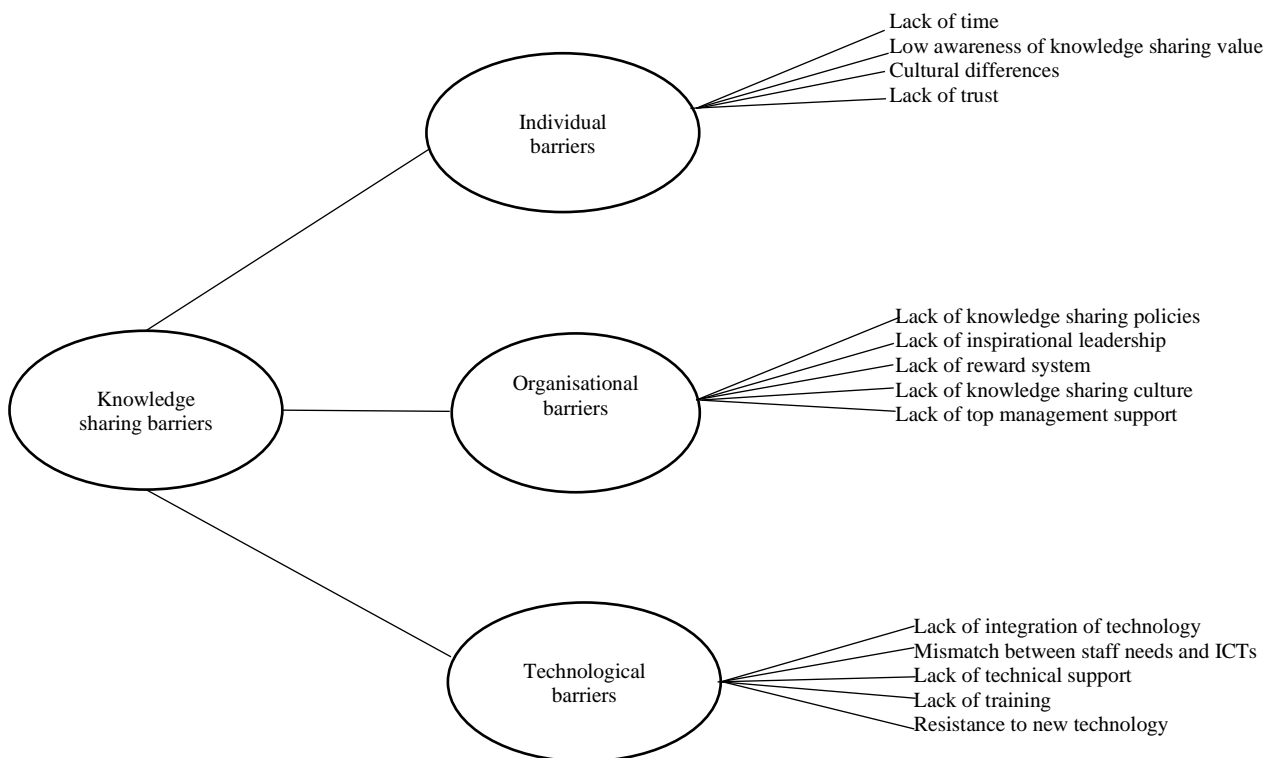 Lack of time
Low awareness of knowledge sharing value
Cultural differences
Lack of trust
Individual
barriers
Lack of knowledge sharing policies
Lack of inspirational leadership
Lack of reward system
Lack of knowledge sharing culture
Lack of top management support
Organisational
barriers
Knowledge
sharing barriers
Lack of integration of technology
Mismatch between staff needs and ICTs
Lack of technical support
Lack of training
Resistance to new technology
Technological
barriers